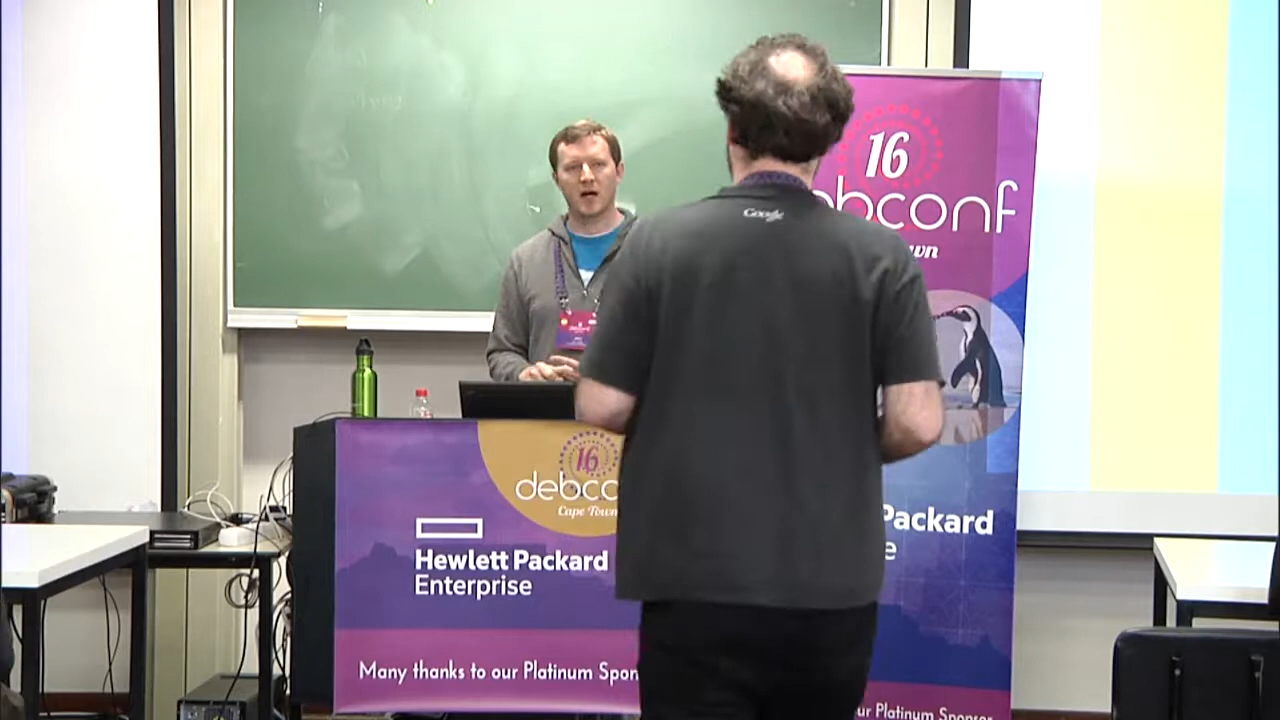 16
ebconf
wn
Google
16
debco
Cape Town
Hewlett Packard
Enterprise
Many thanks to our Platinum Spon
Packard
e
ur Platinum Sponsor